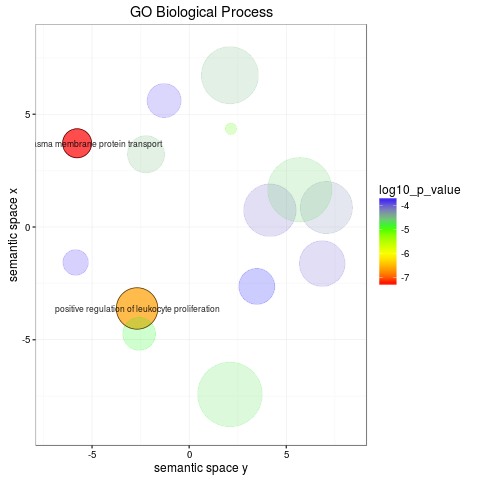 GO Biological Process
semantic space x
5
0
-5
membrane protein transport
positive regulation of leukocyte proliferation
-5
0
5
semantic space y
log10_p_value
-4
-5
-6
-7